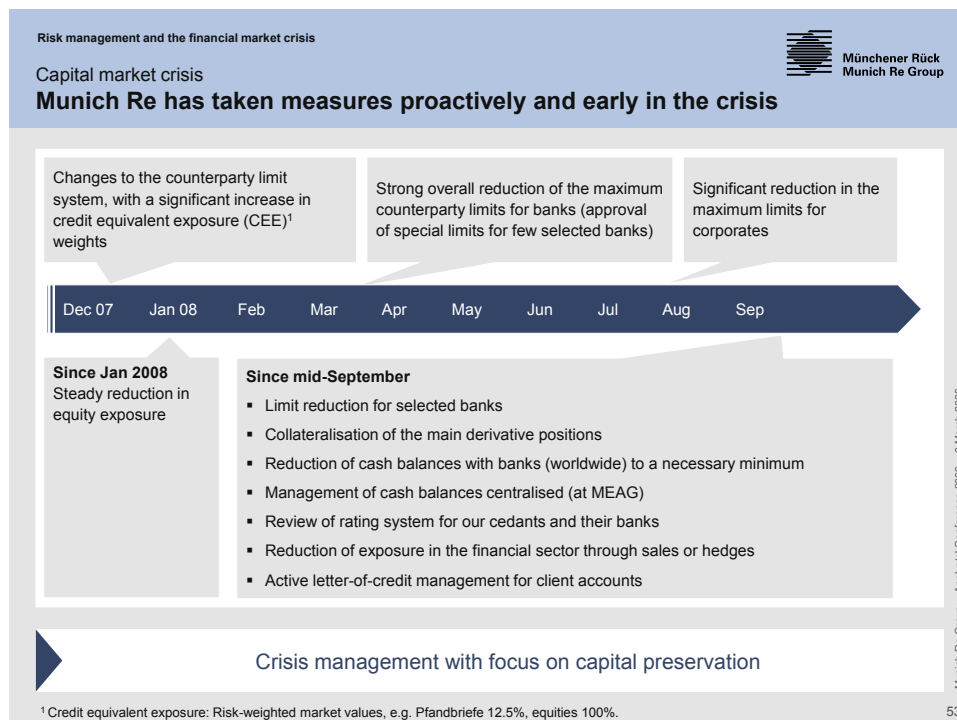 Risk management and the financial market crisis
Münchener Rück
Munich Re Group
Capital market crisis
Munich Re has taken measures proactively and early in the crisis
Changes to the counterparty limit
system, with a significant increase in
credit equivalent exposure (CEE)¹
weights
Strong overall reduction of the maximum
counterparty limits for banks (approval
of special limits for few selected banks)
Significant reduction in the
maximum limits for
corporates
Dec 07 Jan 08 Feb Mar Apr May Jun Jul Aug Sep
Since Jan 2008
Steady reduction in
equity exposure
Since mid-September
▪ Limit reduction for selected banks
▪ Collateralisation of the main derivative positions
▪ Reduction of cash balances with banks (worldwide) to a necessary minimum
▪ Management of cash balances centralised (at MEAG)
▪ Review of rating system for our cedants and their banks
▪ Reduction of exposure in the financial sector through sales or hedges
▪ Active letter-of-credit management for client accounts
Crisis management with focus on capital preservation
¹ Credit equivalent exposure: Risk-weighted market values, e.g. Pfandbriefe 12.5%, equities 100%.
53